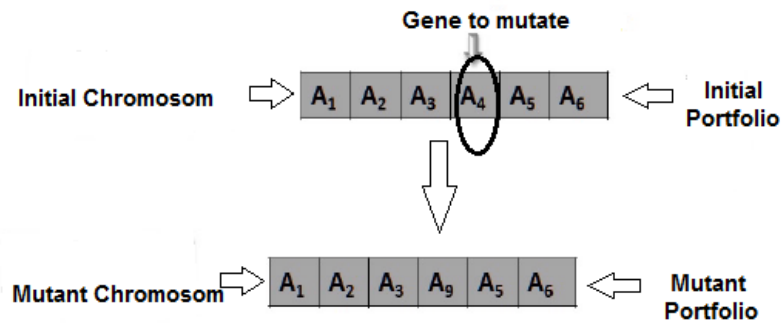 Gene to mutate
Initial Chromosom
A1 A2 A3 A4 A5 A6
Initial
Portfolio
Mutant Chromosom
A1 A2 A3 A9 A5 A6
Mutant
Portfolio